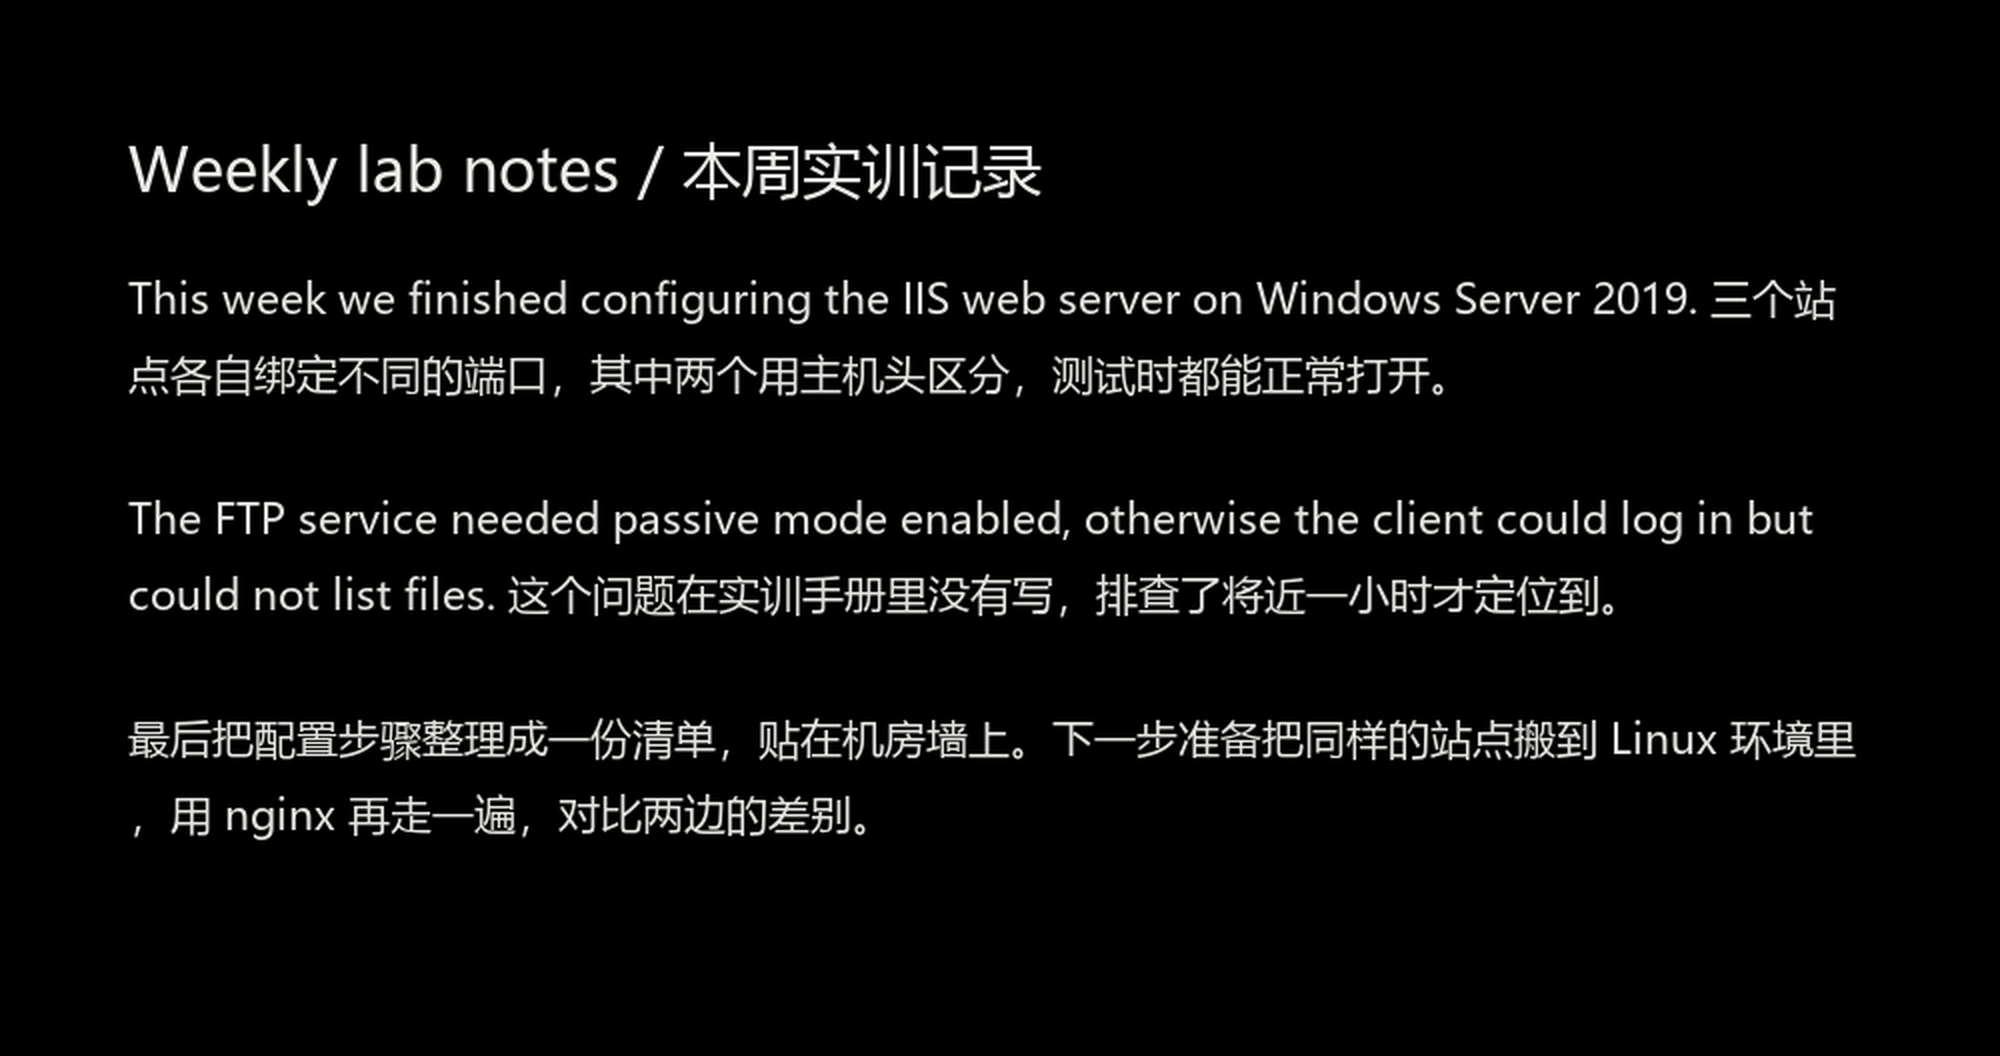 Weekly lab notes / 本周实训记录
This week we finished configuring the IIS web server on Windows Server 2019. 三个站
点各自绑定不同的端口，其中两个用主机头区分，测试时都能正常打开。
The FTP service needed passive mode enabled, otherwise the client could log in but
could not list files. 这个问题在实训手册里没有写，排查了将近一小时才定位到。
最后把配置步骤整理成一份清单，贴在机房墙上。下一步准备把同样的站点搬到 Linux 环境里
，用 nginx 再走一遍，对比两边的差别。